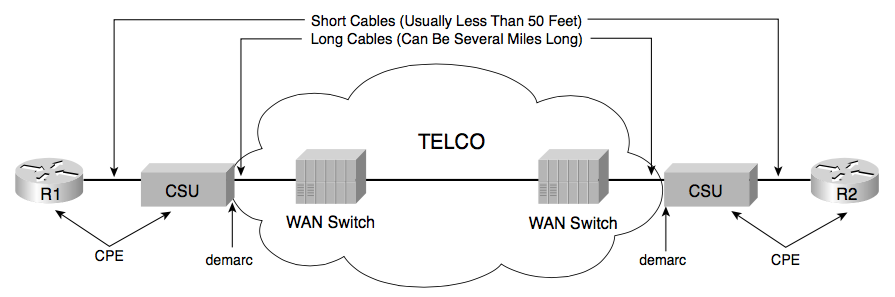 Short Cables (Usually Less Than 50 Feet)
Long Cables (Can Be Several Miles Long)
TELCO
R1
CSU
WAN Switch
WAN Switch
CSU
R2
CPE
demarc
demarc
CPE